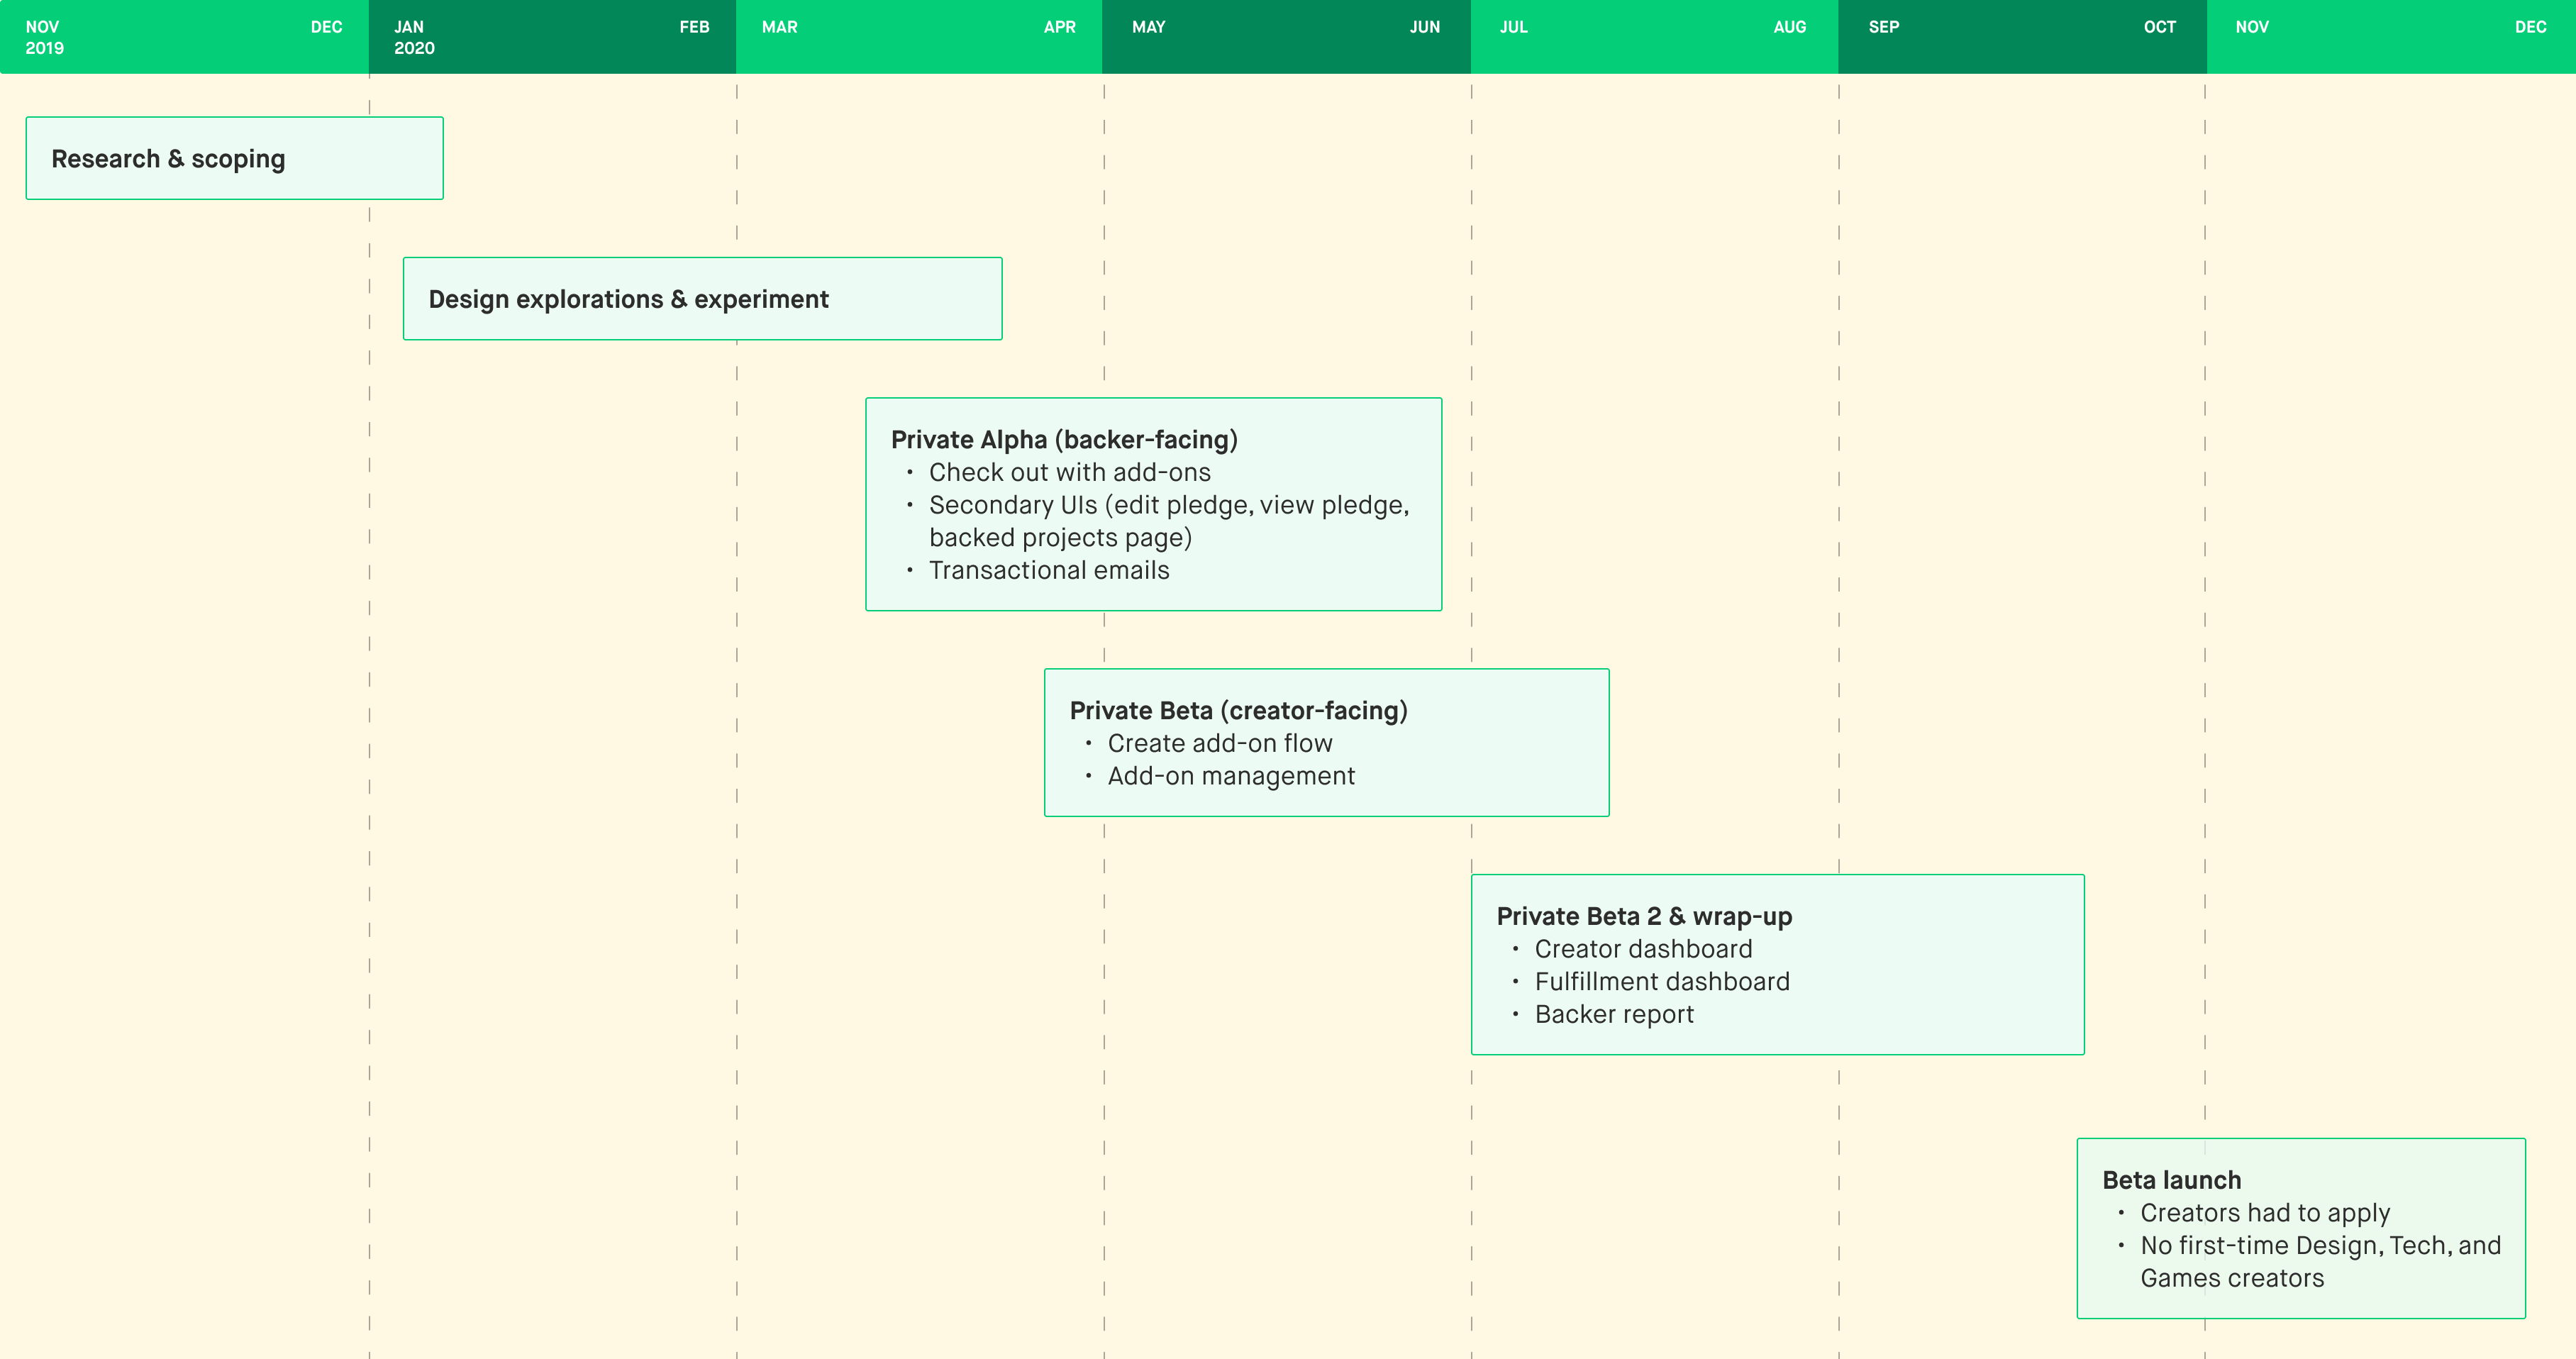 NOV DEC JAN FEB MAR APR MAY JUN JUL AUG SEP OCT NOV DEC
2019 2020
Research & scoping
Design explorations & experiment
Private Alpha (backer-facing)
• Check out with add-ons
• Secondary UIs (edit pledge, view pledge,
backed projects page)
• Transactional emails
Private Beta (creator-facing)
• Create add-on flow
• Add-on management
Private Beta 2 & wrap-up
• Creator dashboard
• Fulfillment dashboard
• Backer report
Beta launch
• Creators had to apply
• No first-time Design, Tech, and
Games creators